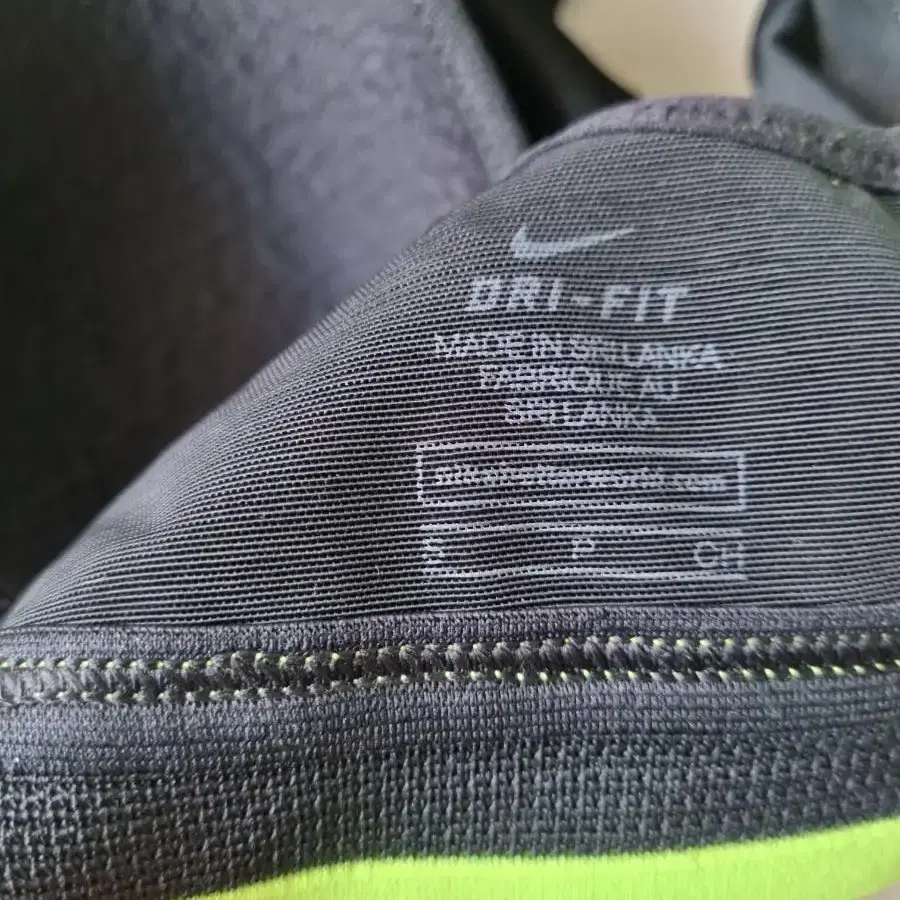 DRI-FIT
MADE IN SRI LANKA
FABRIQUE AU
SRI LANKA
S P CH